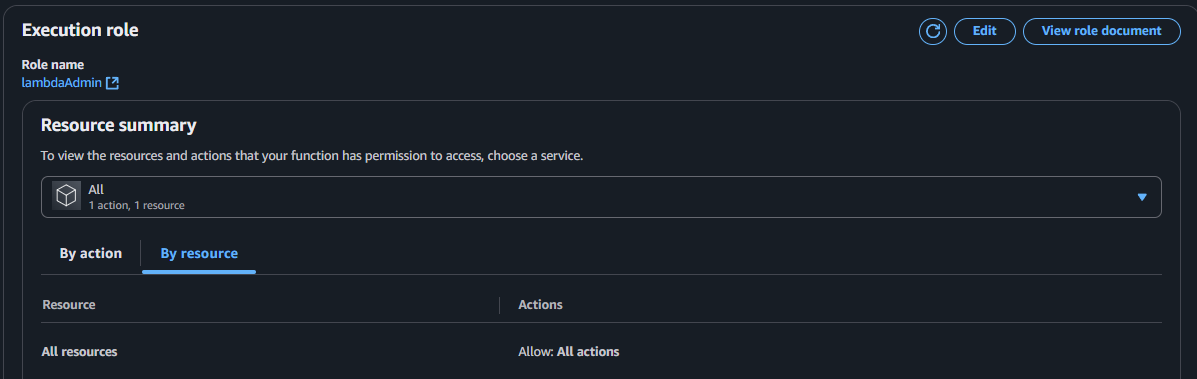 Execution role
Edit
View role document
Role name
lambdaAdmin
Resource summary
To view the resources and actions that your function has permission to access, choose a service.
All
1 action, 1 resource
By action
By resource
Resource
Actions
All resources
Allow: All actions